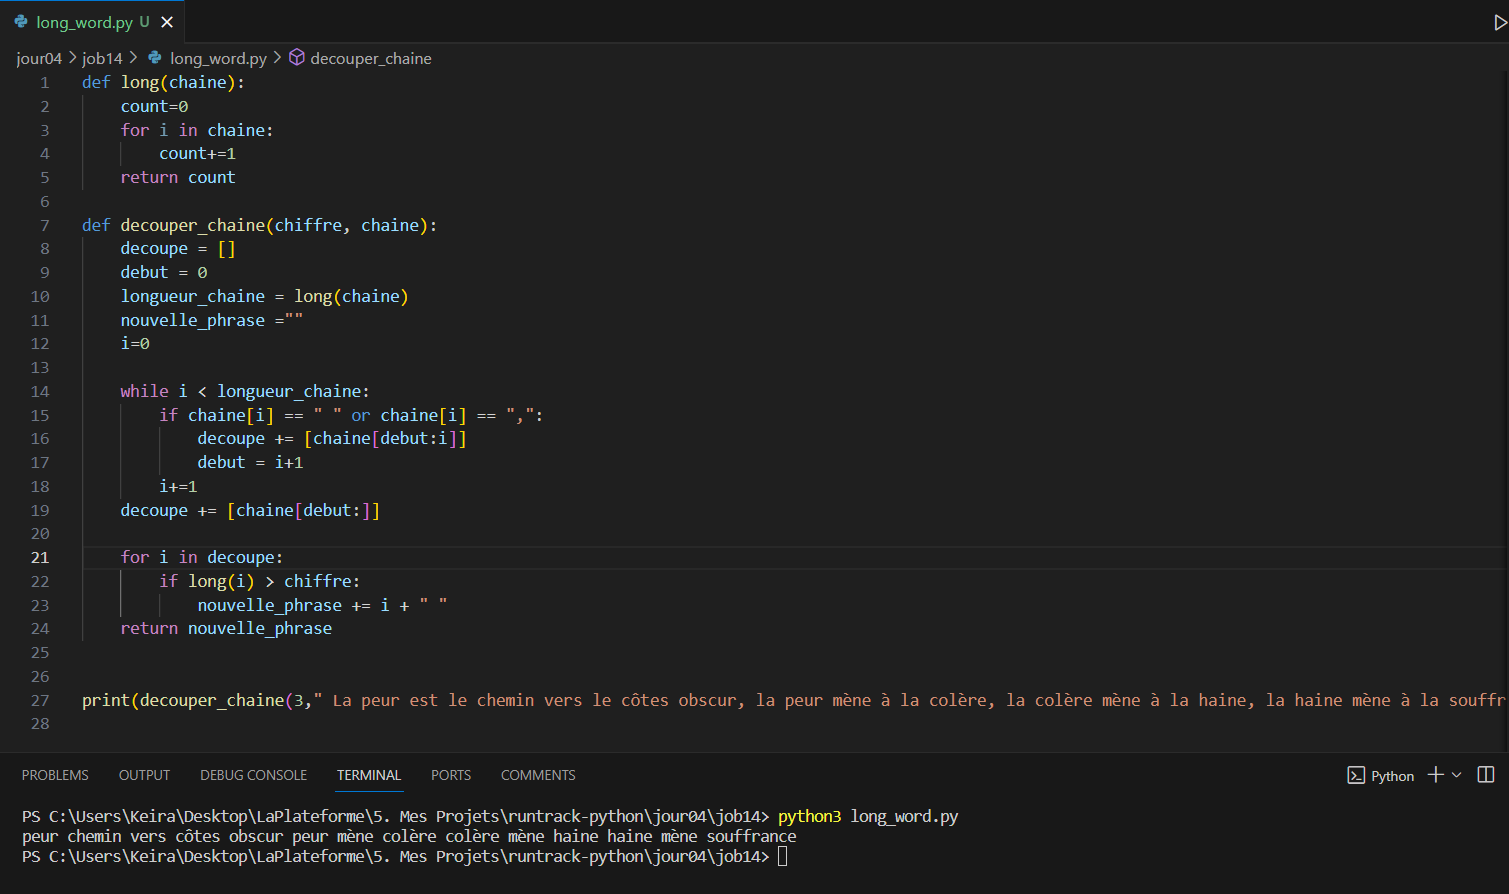 long_word.py U
jour04 > job14 > long_word.py > decouper_chaine
1 def long(chaine):
2     count=0
3     for i in chaine:
4         count+=1
5     return count
6
7 def decouper_chaine(chiffre, chaine):
8     decoupe = []
9     debut = 0
10     longueur_chaine = long(chaine)
11     nouvelle_phrase =""
12     i=0
13
14     while i < longueur_chaine:
15         if chaine[i] == " " or chaine[i] == ",":
16             decoupe += [chaine[debut:i]]
17             debut = i+1
18         i+=1
19     decoupe += [chaine[debut:]]
20
21     for i in decoupe:
22         if long(i) > chiffre:
23             nouvelle_phrase += i + " "
24     return nouvelle_phrase
25
26
27 print(decouper_chaine(3," La peur est le chemin vers le côtes obscur, la peur mène à la colère, la colère mène à la haine, la haine mène à la souffr
28
PROBLEMS OUTPUT DEBUG CONSOLE TERMINAL PORTS COMMENTS Python
PS C:\Users\Keira\Desktop\LaPlateforme\5. Mes Projets\runtrack-python\jour04\job14> python3 long_word.py
peur chemin vers côtes obscur peur mène colère colère mène haine haine mène souffrance
PS C:\Users\Keira\Desktop\LaPlateforme\5. Mes Projets\runtrack-python\jour04\job14>